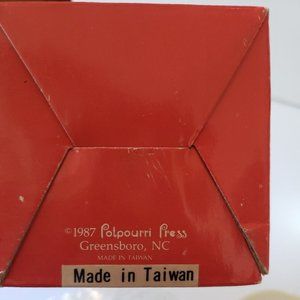 ©1987 Potpourri Press
Greensboro, NC
MADE IN TAIWAN
Made in Taiwan